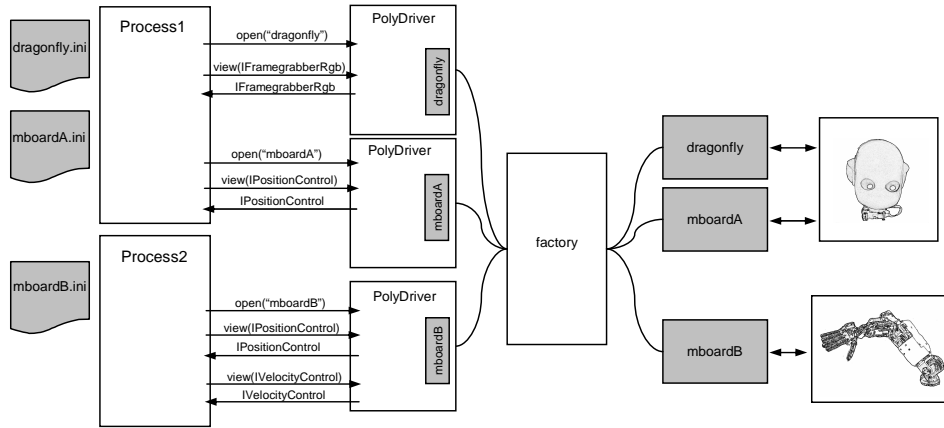 dragonfly.ini
mboardA.ini
mboardB.ini
Process1
open(“dragonfly”)
view(IFramegrabberRgb)
IFramegrabberRgb
open(“mboardA”)
view(IPositionControl)
IPositionControl
Process2
open(“mboardB”)
view(IPositionControl)
IPositionControl
view(IVelocityControl)
IVelocityControl
PolyDriver
dragonfly
PolyDriver
mboardA
PolyDriver
mboardB
factory
dragonfly
mboardA
mboardB